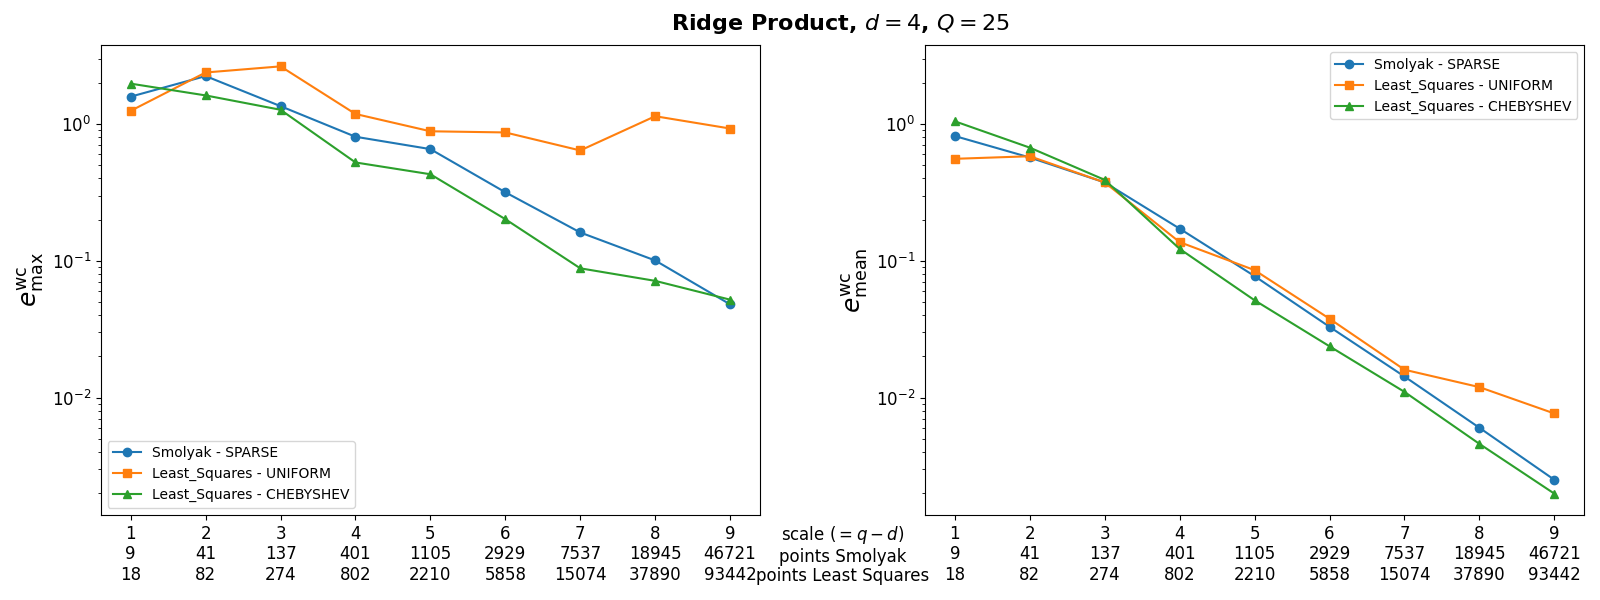 Ridge Product, d = 4, Q = 25
e^wc_max
10^0
10^−1
10^−2
Smolyak - SPARSE
Least_Squares - UNIFORM
Least_Squares - CHEBYSHEV
1 2 3 4 5 6 7 8 9
9 41 137 401 1105 2929 7537 18945 46721
18 82 274 802 2210 5858 15074 37890 93442
scale (= q − d)
points Smolyak
points Least Squares
e^wc_mean
10^0
10^−1
10^−2
Smolyak - SPARSE
Least_Squares - UNIFORM
Least_Squares - CHEBYSHEV
1 2 3 4 5 6 7 8 9
9 41 137 401 1105 2929 7537 18945 46721
18 82 274 802 2210 5858 15074 37890 93442